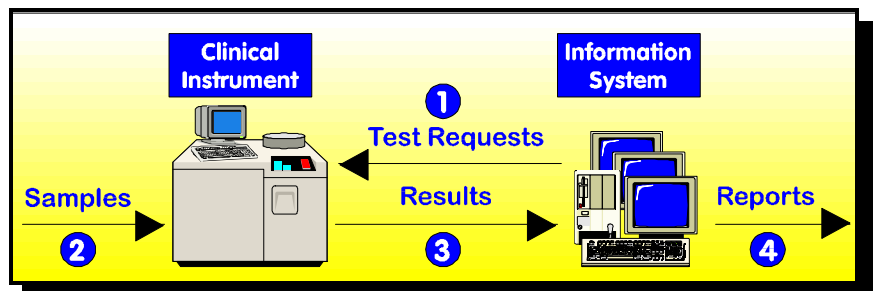 Clinical
Instrument
Information
System
1
Test Requests
Samples
Results
Reports
2
3
4